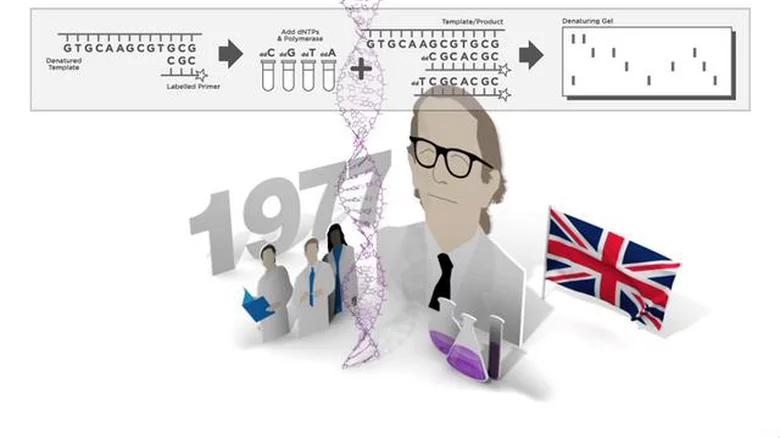 GTGCAAGCGTGCG
CGC
Denatured
Template
Labelled Primer
Add dNTPs
& Polymerase
ddC ddG ddT ddA
+
Template/Product
GTGCAAGCGTGCG
ddCGCACGC
ddTCGCACGC
Denaturing Gel
1977